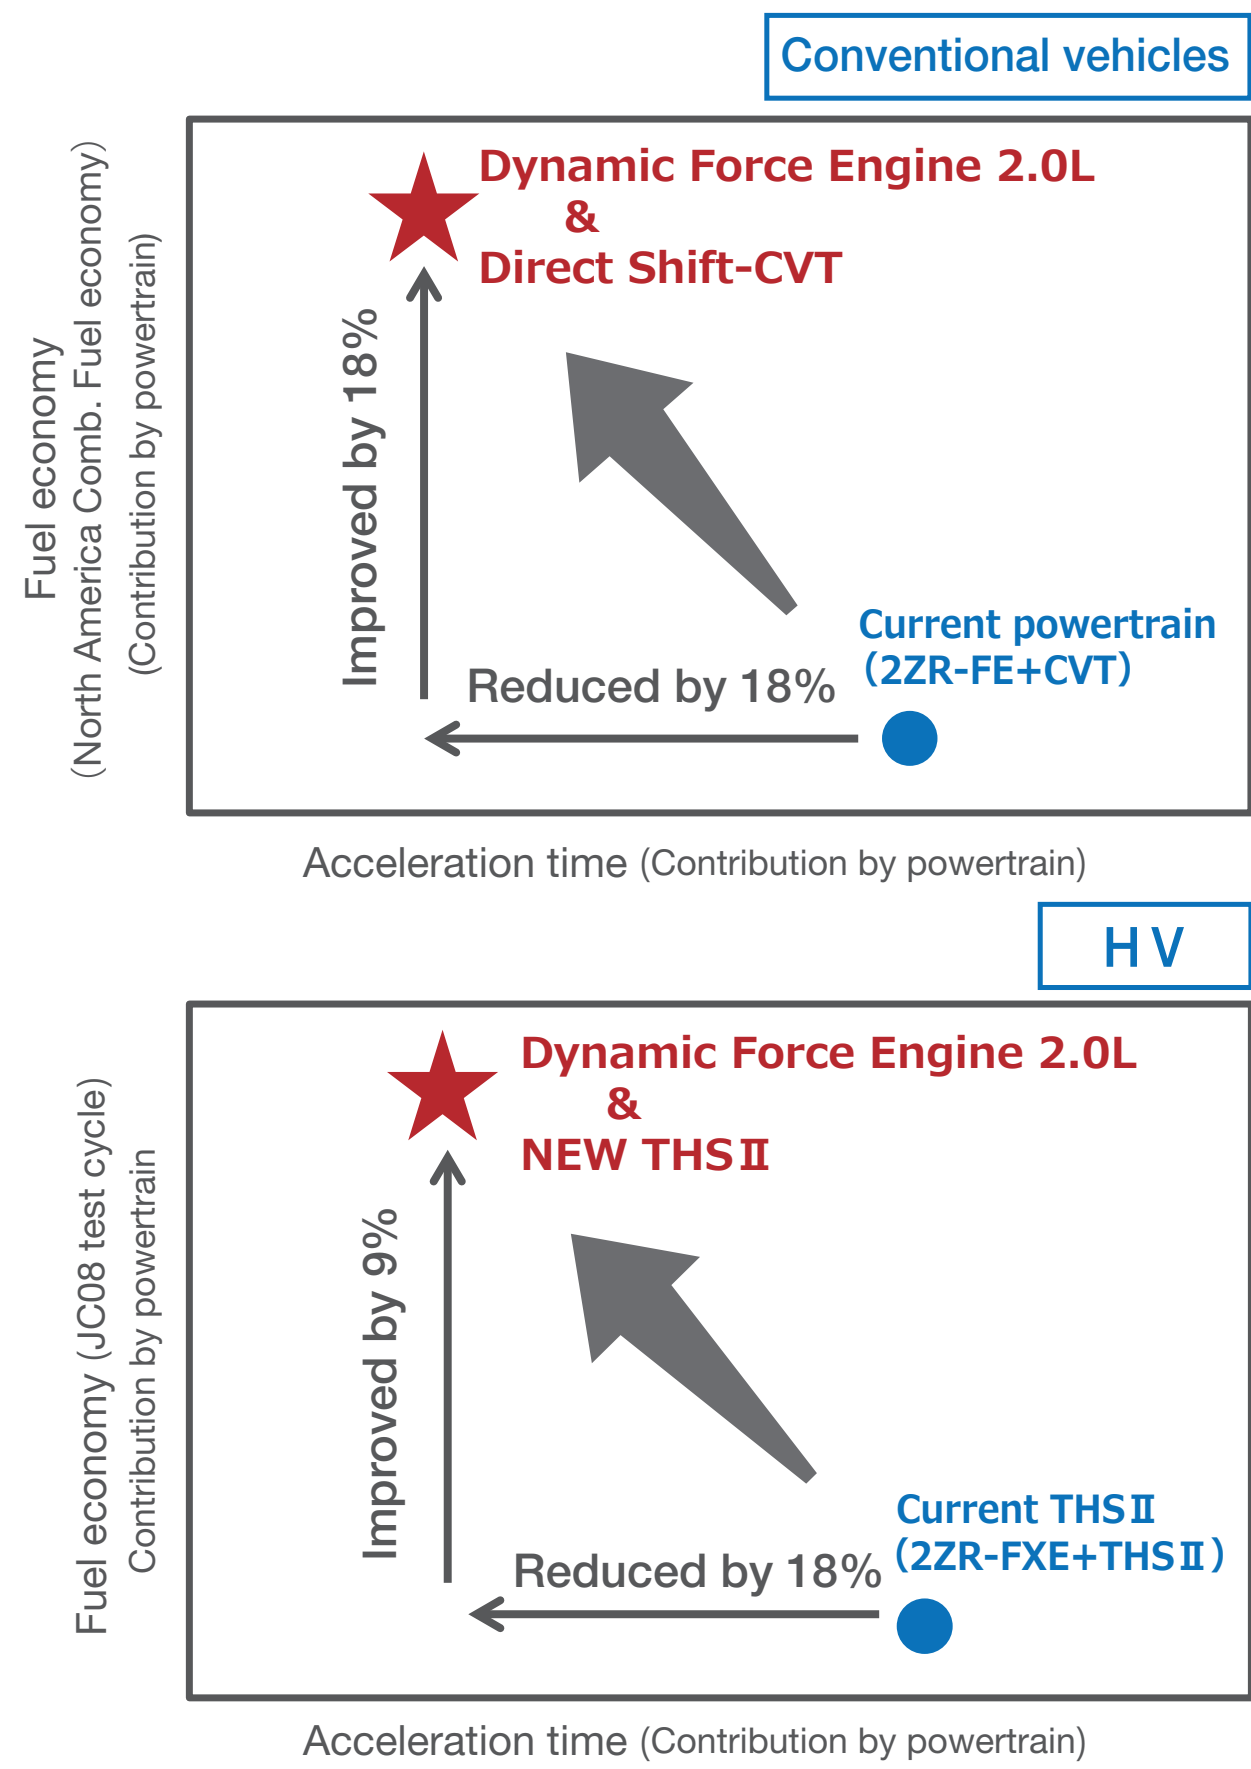 Conventional vehicles
Fuel economy
(North America Comb. Fuel economy)
(Contribution by powertrain)
Dynamic Force Engine 2.0L
&
Direct Shift-CVT
Improved by 18%
Current powertrain
(2ZR-FE+CVT)
Reduced by 18%
Acceleration time (Contribution by powertrain)
HV
Fuel economy (JC08 test cycle)
Contribution by powertrain
Dynamic Force Engine 2.0L
&
NEW THSⅡ
Improved by 9%
Current THSⅡ
(2ZR-FXE+THSⅡ)
Reduced by 18%
Acceleration time (Contribution by powertrain)